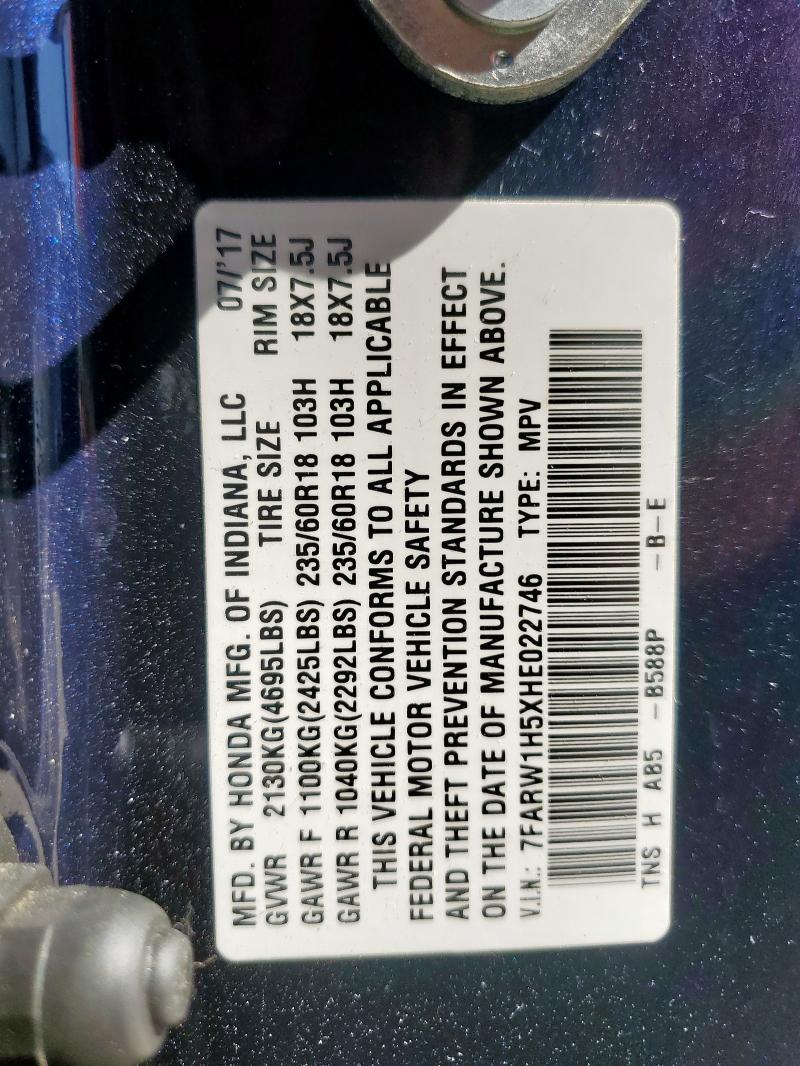 MFD. BY HONDA MFG. OF INDIANA, LLC 07/'17
GVWR 2130KG(4695LBS) TIRE SIZE RIM SIZE
GAWR F 1100KG(2425LBS) 235/60R18 103H 18X7.5J
GAWR R 1040KG(2292LBS) 235/60R18 103H 18X7.5J
THIS VEHICLE CONFORMS TO ALL APPLICABLE
FEDERAL MOTOR VEHICLE SAFETY
AND THEFT PREVENTION STANDARDS IN EFFECT
ON THE DATE OF MANUFACTURE SHOWN ABOVE.
V.I.N.: 7FARW1H5XHE022746 TYPE: MPV
TNS H AB5 -B588P -B-E